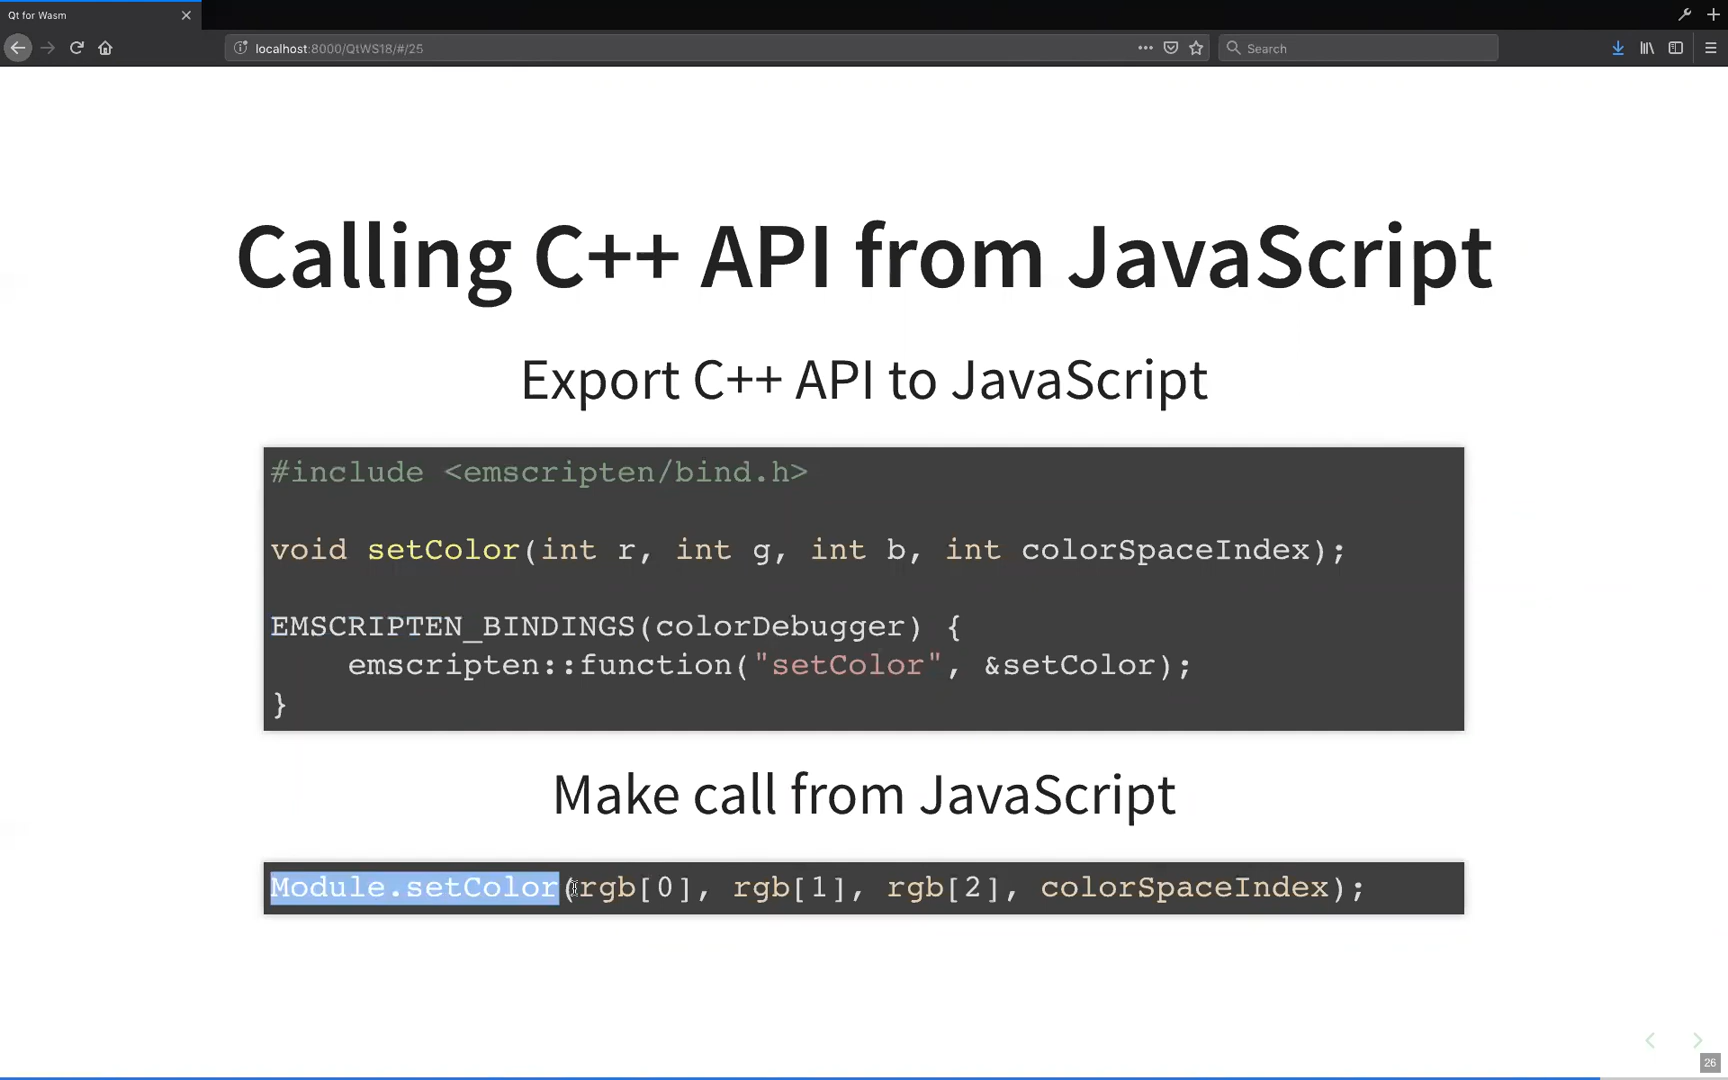 Qt for Wasm
localhost:8000/QtWS18/#/25
Search
Calling C++ API from JavaScript
Export C++ API to JavaScript
#include <emscripten/bind.h>
void setColor(int r, int g, int b, int colorSpaceIndex);
EMSCRIPTEN_BINDINGS(colorDebugger) {
    emscripten::function("setColor", &setColor);
}
Make call from JavaScript
Module.setColor(rgb[0], rgb[1], rgb[2], colorSpaceIndex);
26